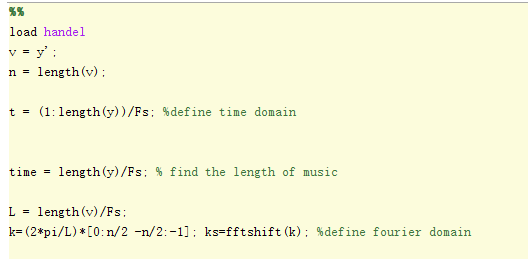 %%
load handel
v = y';
n = length(v);
t = (1:length(y))/Fs; %define time domain
time = length(y)/Fs; % find the length of music
L = length(v)/Fs;
k=(2*pi/L)*[0:n/2 -n/2:-1]; ks=fftshift(k); %define fourier domain